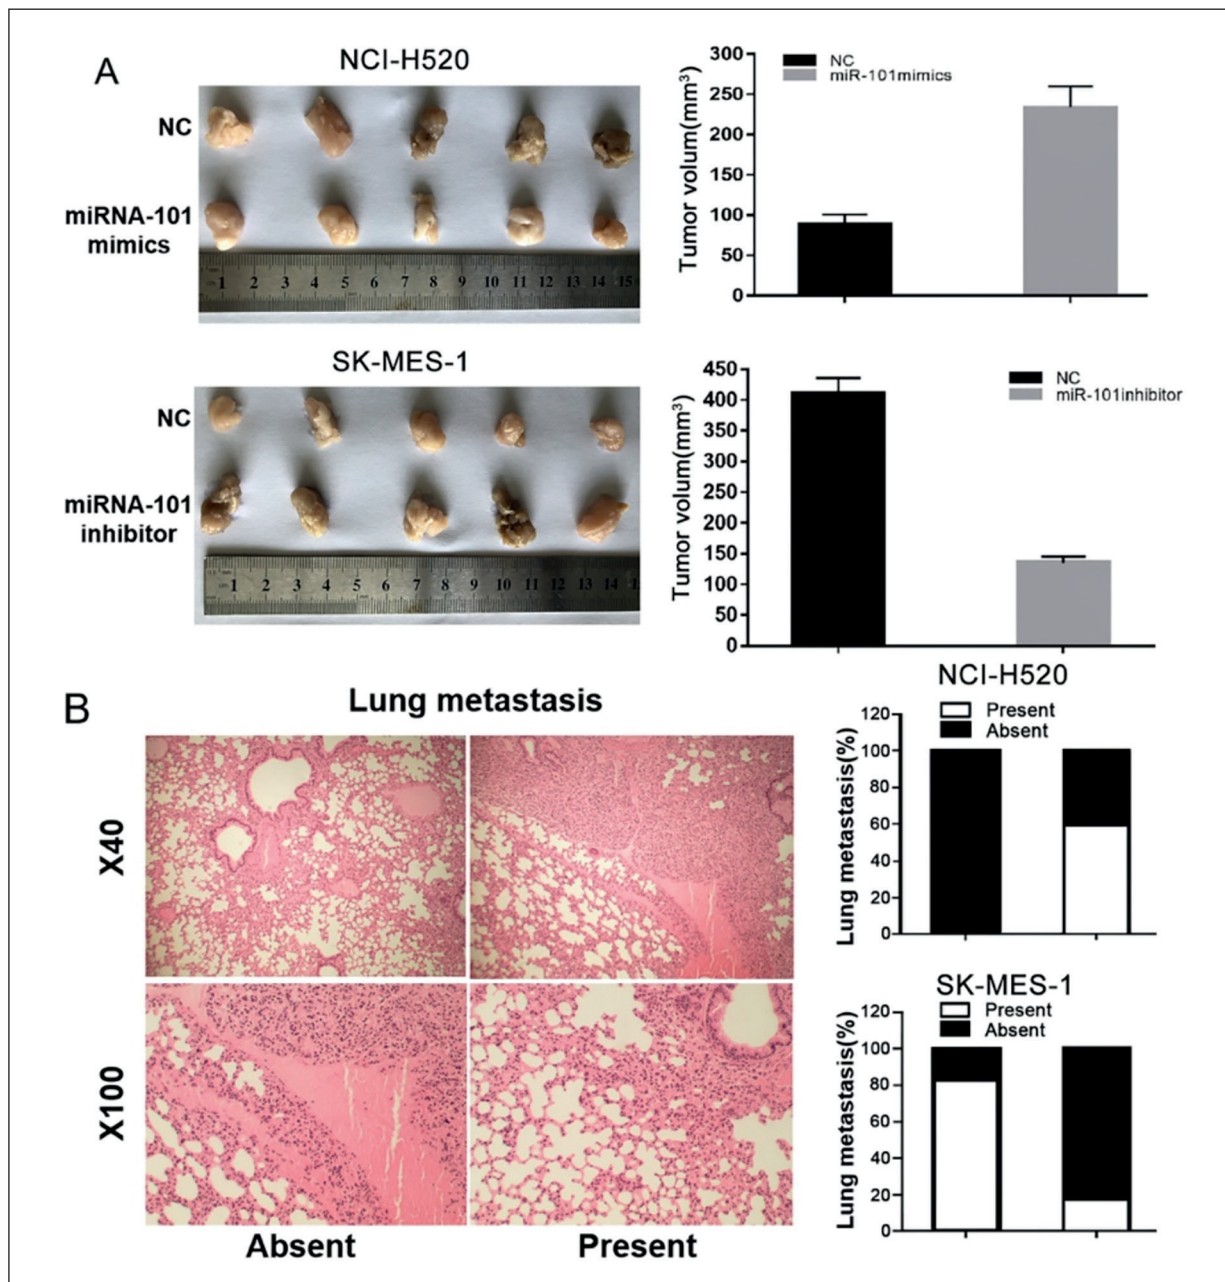 A
NCI-H520
NC
miRNA-101
mimics
1 2 3 4 5 6 7 8 9 10 11 12 13 14 15
300
250
200
150
100
50
0
Tumor volum(mm³)
NC
miR-101mimics
SK-MES-1
NC
miRNA-101
inhibitor
1 2 3 4 5 6 7 8 9 10 11 12 13 14
450
400
350
450
300
250
200
150
100
50
0
Tumor volum(mm³)
NC
miR-101inhibitor
B
Lung metastasis
X40
X100
Absent
Present
NCI-H520
Present
Absent
120
100
80
60
40
20
0
Lung metastasis(%)
SK-MES-1
Present
Absent
120
100
80
60
40
20
0
Lung metastasis(%)